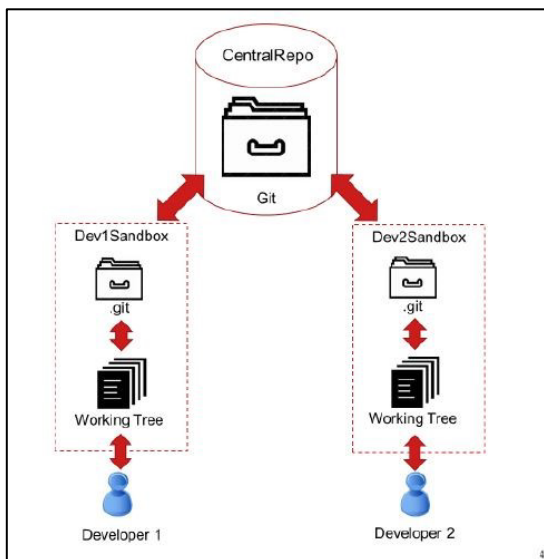 CentralRepo
Git
Dev1Sandbox
Dev2Sandbox
.git
.git
Working Tree
Working Tree
Developer 1
Developer 2